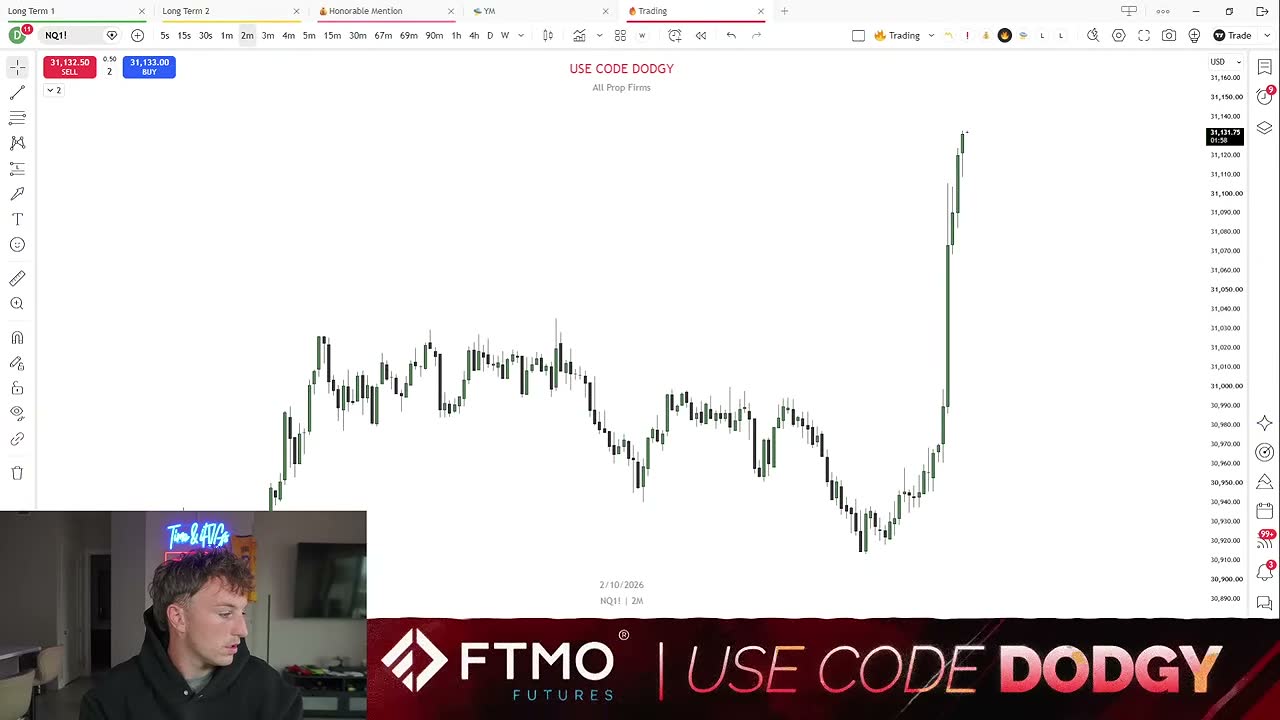 Long Term 1
Long Term 2
Honorable Mention
YM
Trading
D
11
NQ1!
5s 15s 30s 1m 2m 3m 4m 5m 15m 30m 67m 69m 90m 1h 4h D W
W
Trading
!
L
L
Trade
31,132.50
SELL
0.50
2
31,133.00
BUY
2
USE CODE DODGY
All Prop Firms
USD
31,160.00
31,150.00
31,140.00
31,131.75
01:58
31,120.00
31,110.00
31,100.00
31,090.00
31,080.00
31,070.00
31,060.00
31,050.00
31,040.00
31,030.00
31,020.00
31,010.00
31,000.00
30,990.00
30,980.00
30,970.00
30,960.00
30,950.00
30,940.00
30,930.00
30,920.00
30,910.00
30,900.00
30,890.00
9
99+
3
2/10/2026
NQ1! | 2M
FTMO®
FUTURES
USE CODE DODGY